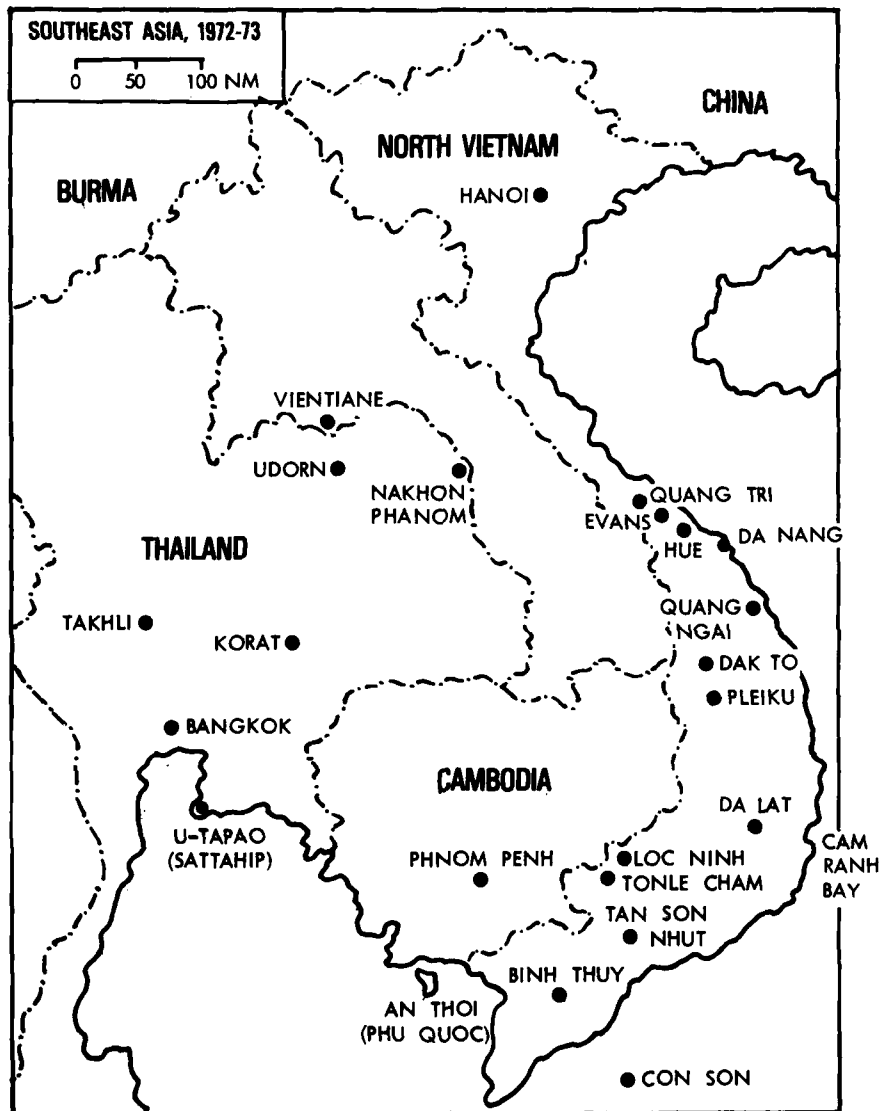 SOUTHEAST ASIA, 1972-73
0 50 100 NM
CHINA
NORTH VIETNAM
BURMA
HANOI
VIENTIANE
UDORN
NAKHON
PHANOM
QUANG TRI
EVANS
HUE
DA NANG
THAILAND
QUANG
NGAI
TAKHLI
KORAT
DAK TO
PLEIKU
BANGKOK
CAMBODIA
U-TAPAO
(SATTAHIP)
DA LAT
CAM
RANH
BAY
PHNOM PENH
LOC NINH
TONLE CHAM
TAN SON
NHUT
BINH THUY
AN THOI
(PHU QUOC)
CON SON